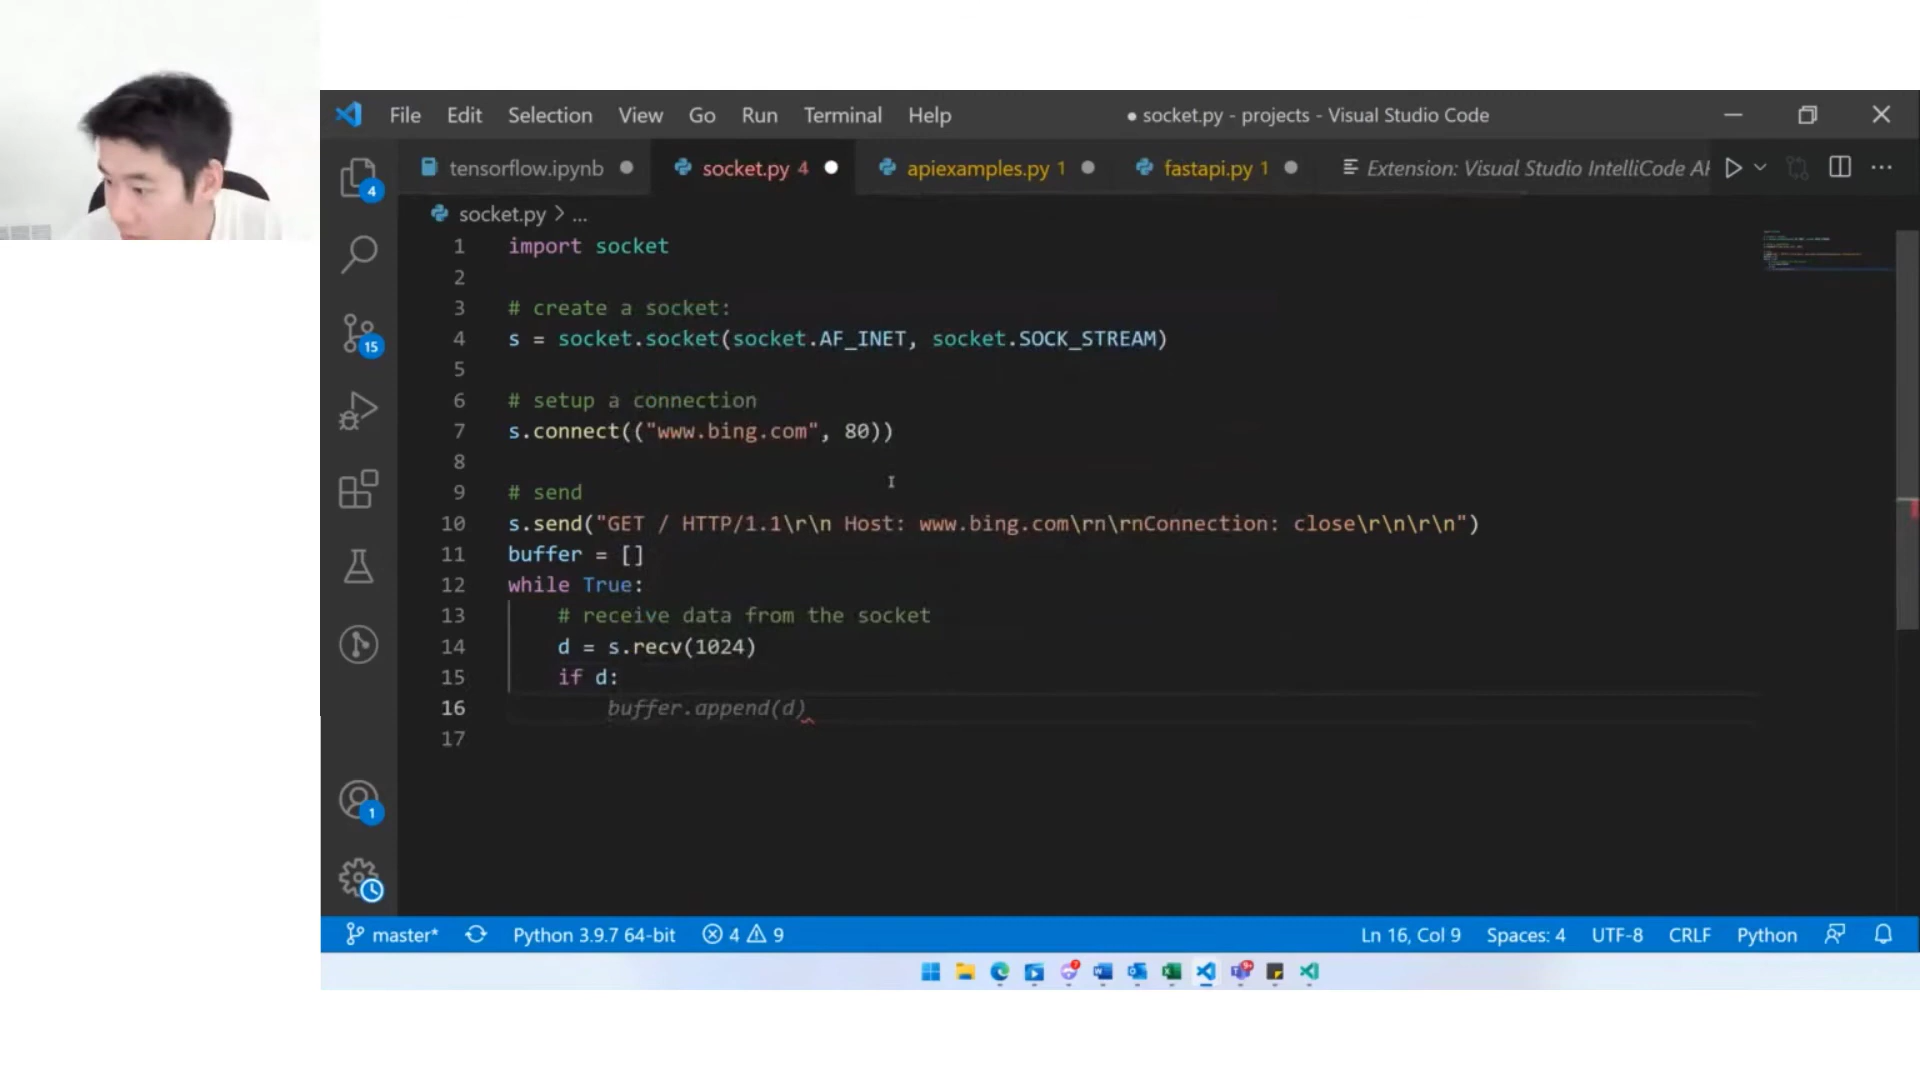 File Edit Selection View Go Run Terminal Help
● socket.py - projects - Visual Studio Code
tensorflow.ipynb ●
socket.py 4 ●
apiexamples.py 1 ●
fastapi.py 1 ●
Extension: Visual Studio IntelliCode
socket.py > ...
1 import socket
2
3 # create a socket:
4 s = socket.socket(socket.AF_INET, socket.SOCK_STREAM)
5
6 # setup a connection
7 s.connect(("www.bing.com", 80))
8
9 # send
10 s.send("GET / HTTP/1.1\r\n Host: www.bing.com\rn\rnConnection: close\r\n\r\n")
11 buffer = []
12 while True:
13 # receive data from the socket
14 d = s.recv(1024)
15 if d:
16 buffer.append(d)
17
4
15
1
master*
Python 3.9.7 64-bit
4 9
Ln 16, Col 9
Spaces: 4
UTF-8
CRLF
Python